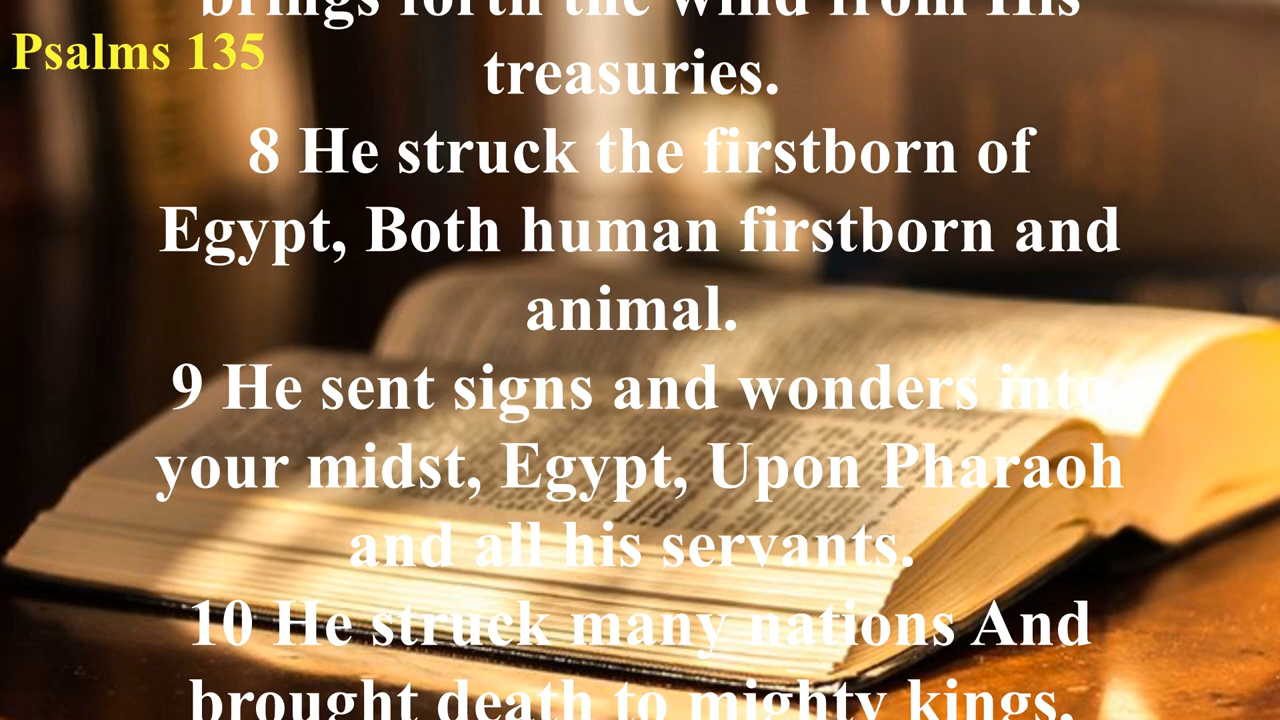 brings forth the wind from His
Psalms 135
treasuries.
8 He struck the firstborn of
Egypt, Both human firstborn and
animal.
9 He sent signs and wonders into
your midst, Egypt, Upon Pharaoh
and all his servants.
10 He struck many nations And
brought death to mighty kings,